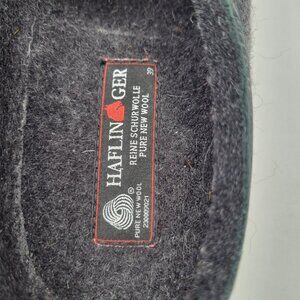 HAFLINGER
REINE SCHURWOLLE
PURE NEW WOOL
39
®
PURE NEW WOOL